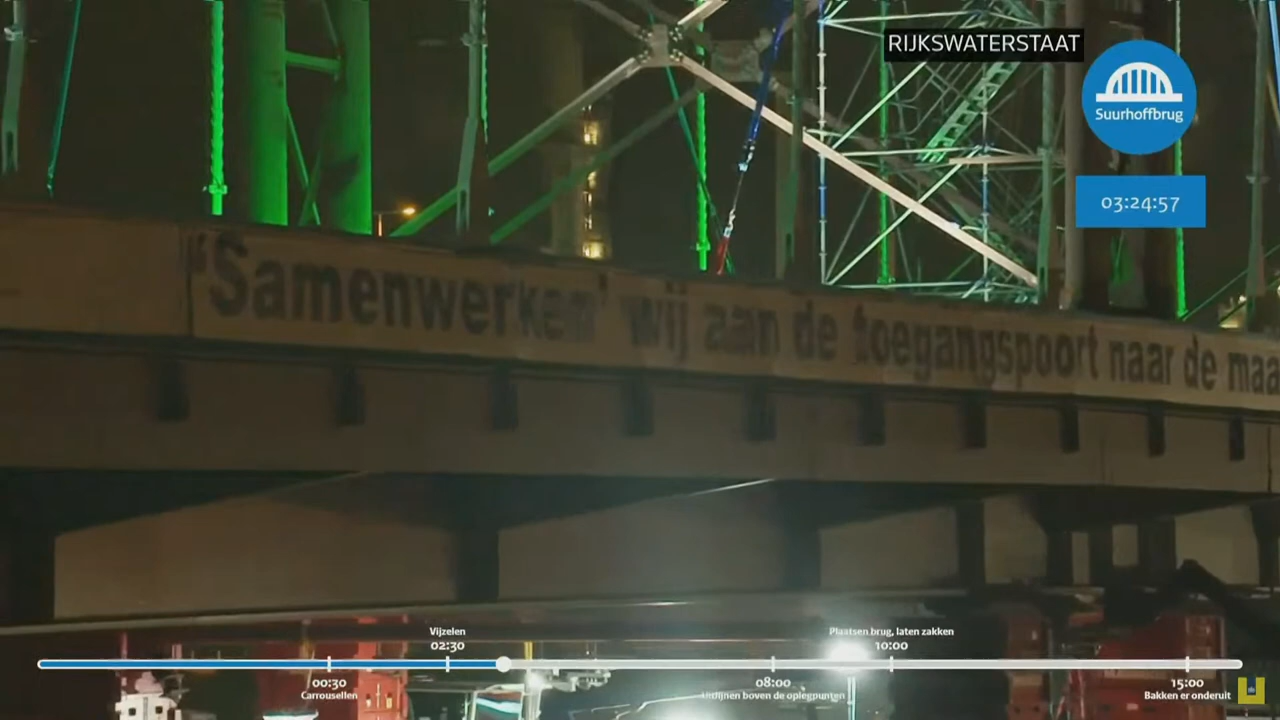 RIJKSWATERSTAAT
Suurhoffbrug
03:24:57
"Samenwerken" wij aan de toegangspoort naar de maa
Vijzelen
02:30
Plaatsen brug, laten zakken
10:00
00:30
Carrousellen
08:00
Uitlijnen boven de oplegpunten
15:00
Bakken er onderuit